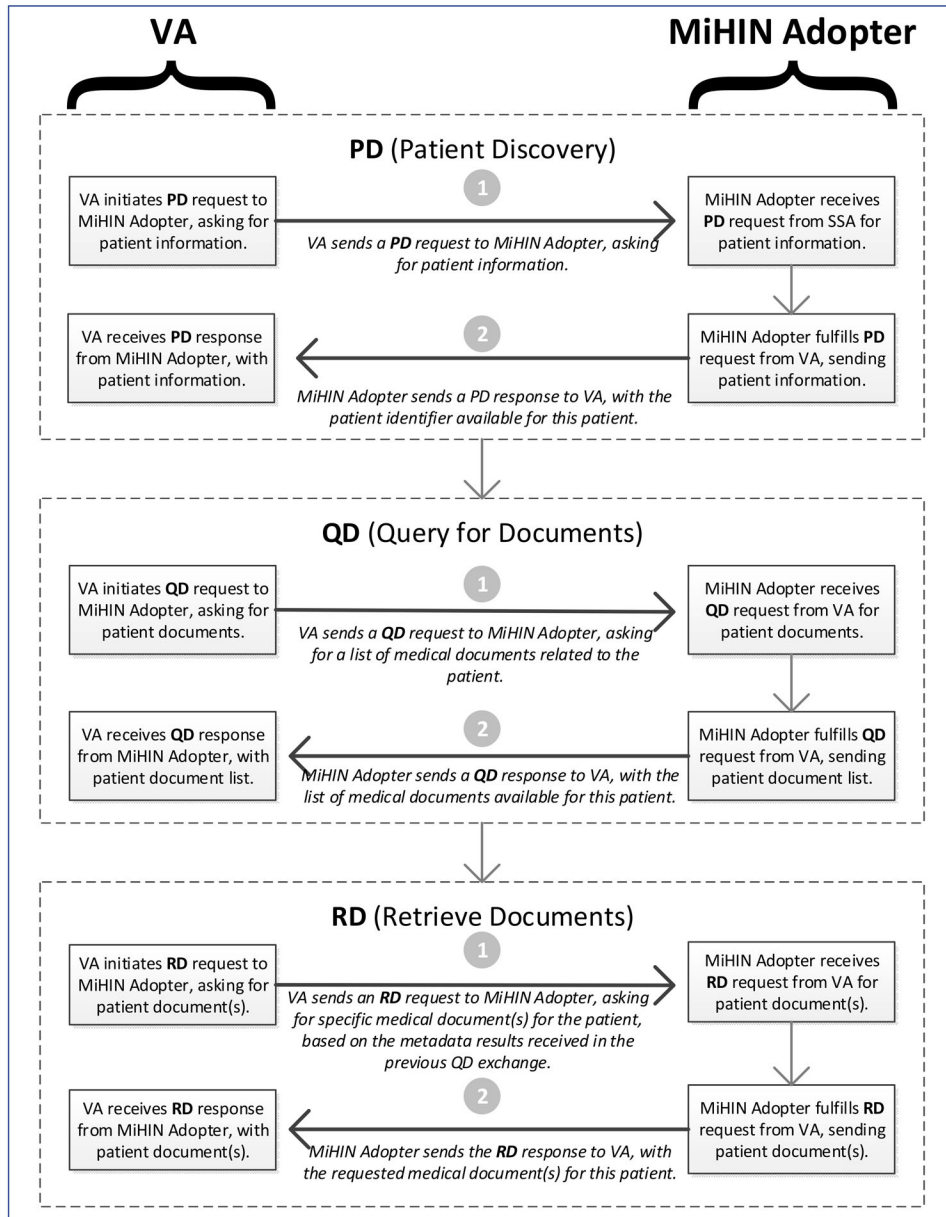 VA
MiHIN Adopter
PD (Patient Discovery)
1
VA initiates PD request to
MiHIN Adopter, asking for
patient information.
VA sends a PD request to MiHIN Adopter, asking
for patient information.
MiHIN Adopter receives
PD request from SSA for
patient information.
2
VA receives PD response
from MiHIN Adopter, with
patient information.
MiHIN Adopter sends a PD response to VA, with the
patient identifier available for this patient.
MiHIN Adopter fulfills PD
request from VA, sending
patient information.
QD (Query for Documents)
1
VA initiates QD request to
MiHIN Adopter, asking for
patient documents.
VA sends a QD request to MiHIN Adopter, asking
for a list of medical documents related to the
patient.
MiHIN Adopter receives
QD request from VA for
patient documents.
2
VA receives QD response
from MiHIN Adopter, with
patient document list.
MiHIN Adopter sends a QD response to VA, with the
list of medical documents available for this patient.
MiHIN Adopter fulfills QD
request from VA, sending
patient document list.
RD (Retrieve Documents)
1
VA initiates RD request to
MiHIN Adopter, asking for
patient document(s).
VA sends an RD request to MiHIN Adopter, asking
for specific medical document(s) for the patient,
based on the metadata results received in the
previous QD exchange.
MiHIN Adopter receives
RD request from VA for
patient document(s).
2
VA receives RD response
from MiHIN Adopter, with
patient document(s).
MiHIN Adopter sends the RD response to VA, with
the requested medical document(s) for this patient.
MiHIN Adopter fulfills RD
request from VA, sending
patient document(s).